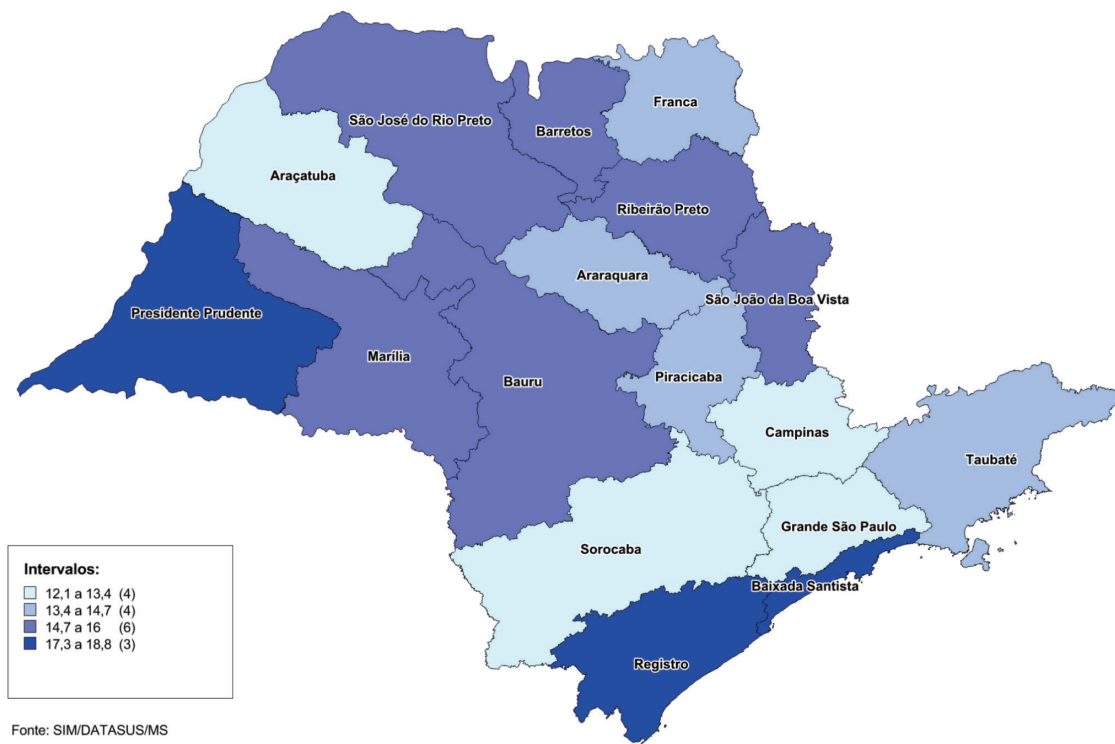 Franca
São José do Rio Preto
Barretos
Araçatuba
Ribeirão Preto
Araraquara
São João da Boa Vista
Presidente Prudente
Marília
Bauru
Piracicaba
Campinas
Taubaté
Grande São Paulo
Sorocaba
Baixada Santista
Registro
Intervalos:
12,1 a 13,4 (4)
13,4 a 14,7 (4)
14,7 a 16 (6)
17,3 a 18,8 (3)
Fonte: SIM/DATASUS/MS